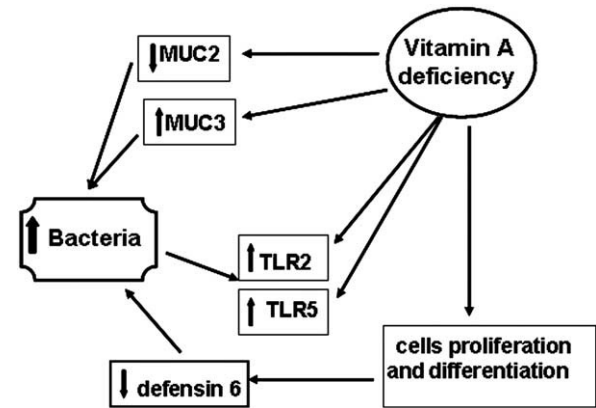 Vitamin A
deficiency
MUC2
MUC3
Bacteria
TLR2
TLR5
cells proliferation
and differentiation
defensin 6